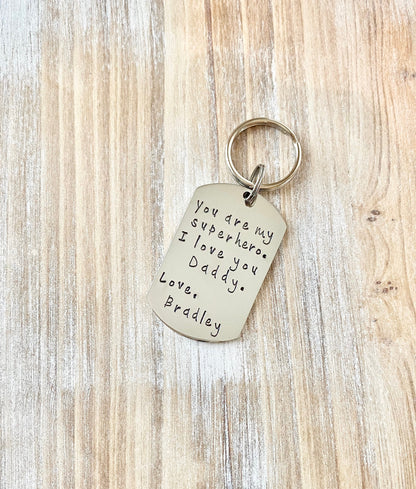 You are my
superhero.
I love you
Daddy.
Love,
Bradley